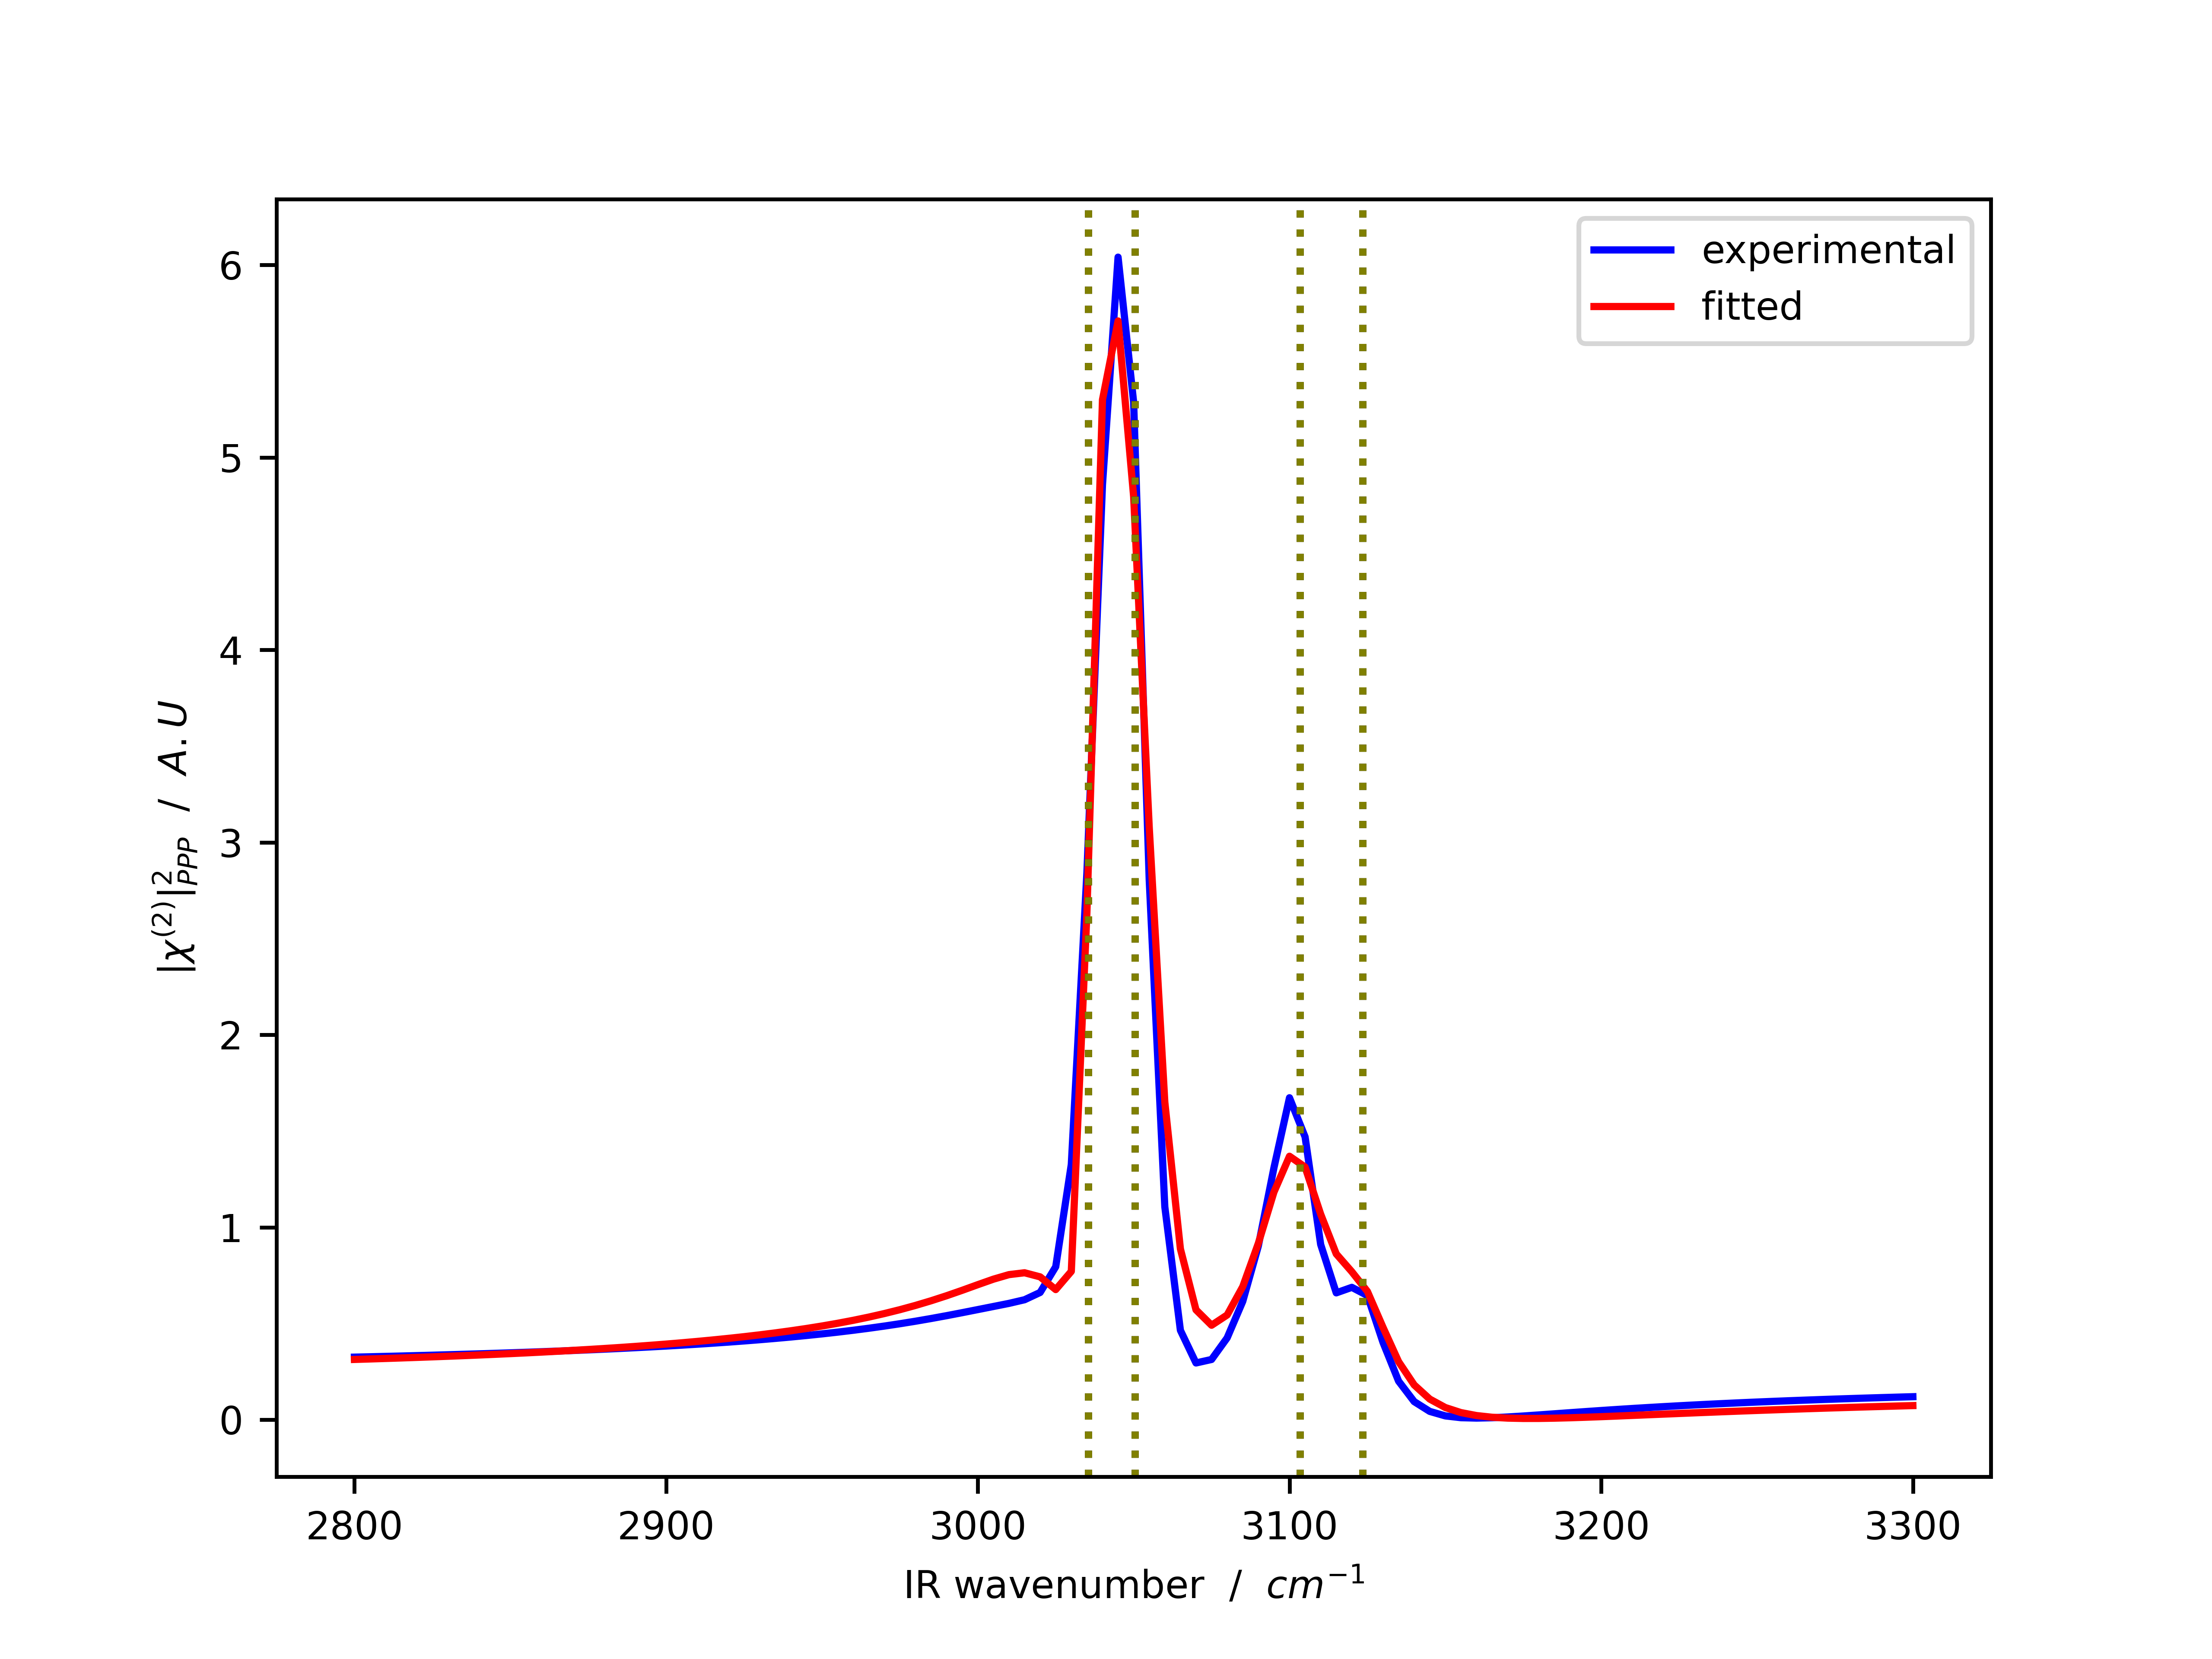 experimental
fitted
6
5
4
3
2
1
0
|χ⁽²⁾|²_PPP / A.U
2800 2900 3000 3100 3200 3300
IR wavenumber / cm⁻¹